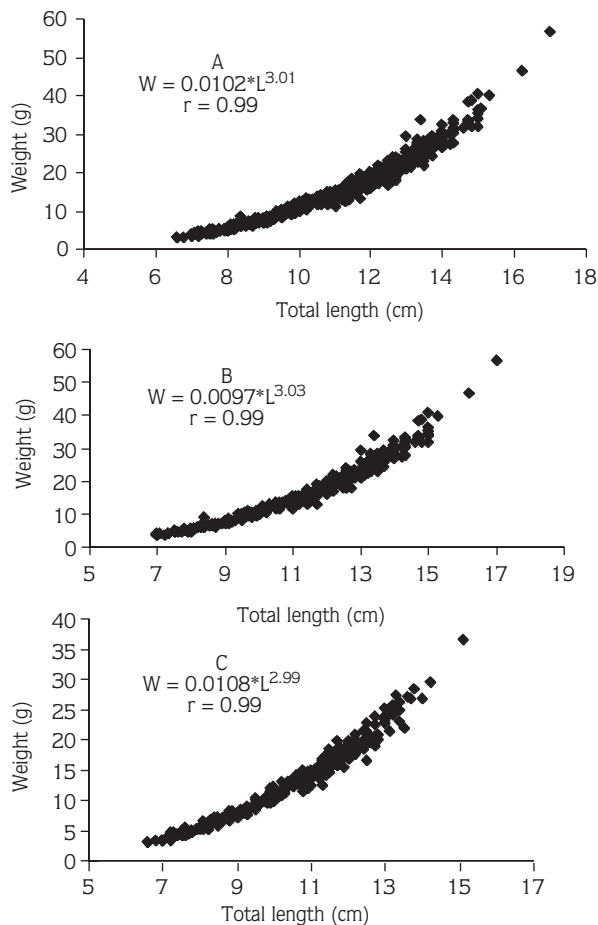 60
50
40
30
20
10
0
Weight (g)
A
W = 0.0102*L^3.01
r = 0.99
4 6 8 10 12 14 16 18
Total length (cm)
60
50
40
30
20
10
0
Weight (g)
B
W = 0.0097*L^3.03
r = 0.99
5 7 9 11 13 15 17 19
Total length (cm)
40
35
30
25
20
15
10
5
0
Weight (g)
C
W = 0.0108*L^2.99
r = 0.99
5 7 9 11 13 15 17
Total length (cm)